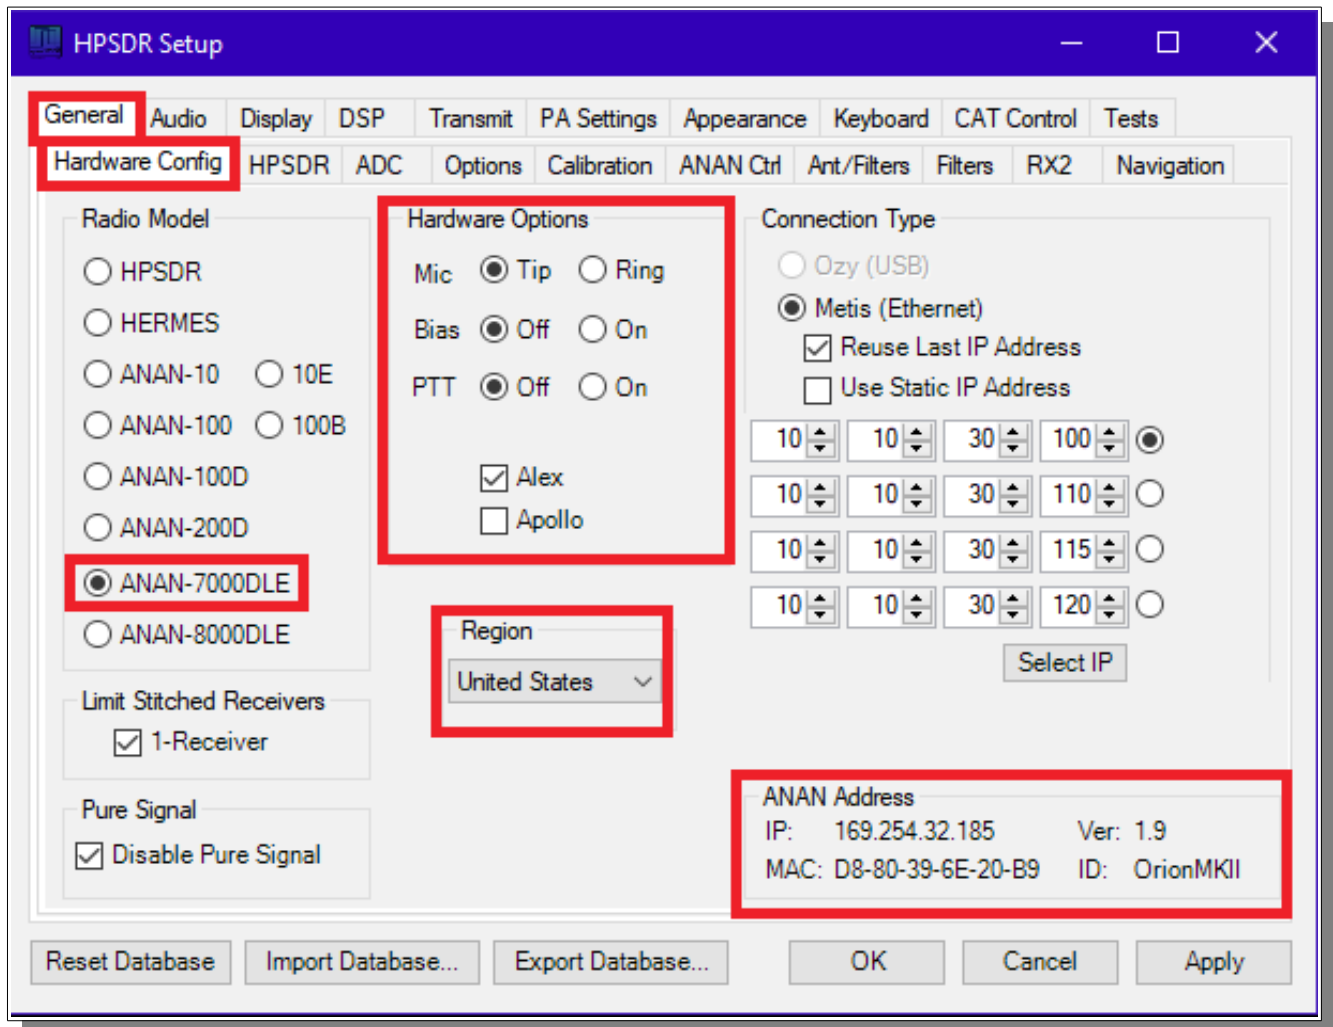 HPSDR Setup
General Audio Display DSP Transmit PA Settings Appearance Keyboard CAT Control Tests
Hardware Config HPSDR ADC Options Calibration ANAN Ctrl Ant./Filters Filters RX2 Navigation
Radio Model
HPSDR
HERMES
ANAN-10 10E
ANAN-100 100B
ANAN-100D
ANAN-200D
ANAN-7000DLE
ANAN-8000DLE
Limit Stitched Receivers
1-Receiver
Pure Signal
Disable Pure Signal
Hardware Options
Mic Tip Ring
Bias Off On
PTT Off On
Alex
Apollo
Region
United States
Connection Type
Ozy (USB)
Metis (Ethernet)
Reuse Last IP Address
Use Static IP Address
10 10 30 100
10 10 30 110
10 10 30 115
10 10 30 120
Select IP
ANAN Address
IP: 169.254.32.185 Ver: 1.9
MAC: D8-80-39-6E-20-B9 ID: OrionMKII
Reset Database Import Database... Export Database... OK Cancel Apply